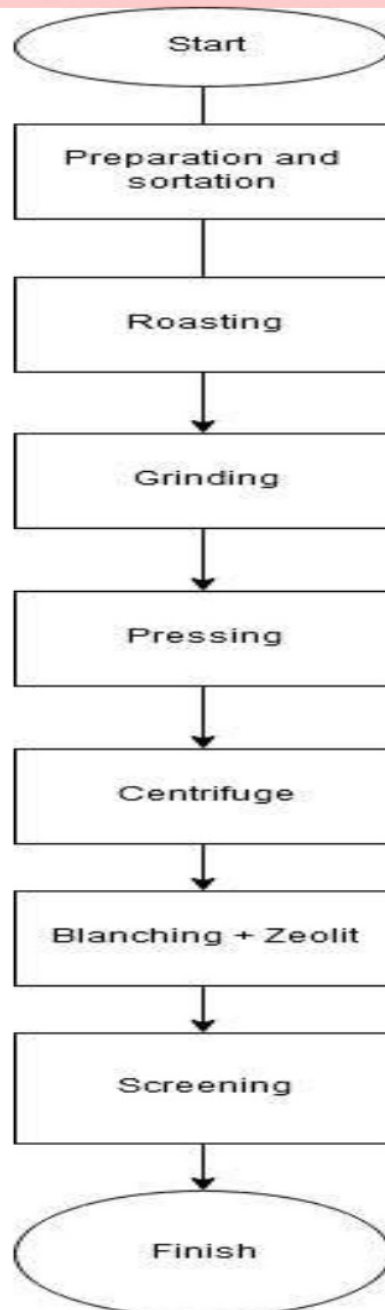 Start
Preparation and
sortation
Roasting
Grinding
Pressing
Centrifuge
Blanching + Zeolit
Screening
Finish